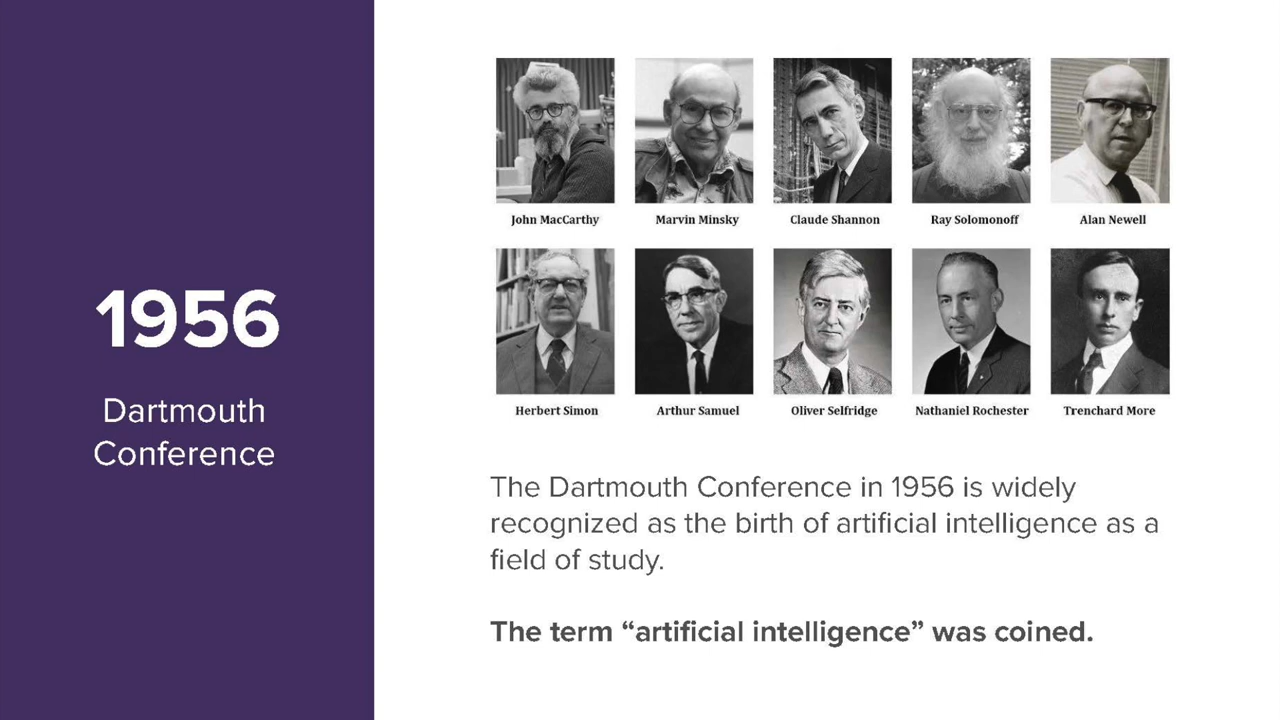 1956
Dartmouth
Conference
John MacCarthy
Marvin Minsky
Claude Shannon
Ray Solomonoff
Alan Newell
Herbert Simon
Arthur Samuel
Oliver Selfridge
Nathaniel Rochester
Trenchard More
The Dartmouth Conference in 1956 is widely
recognized as the birth of artificial intelligence as a
field of study.
The term “artificial intelligence” was coined.